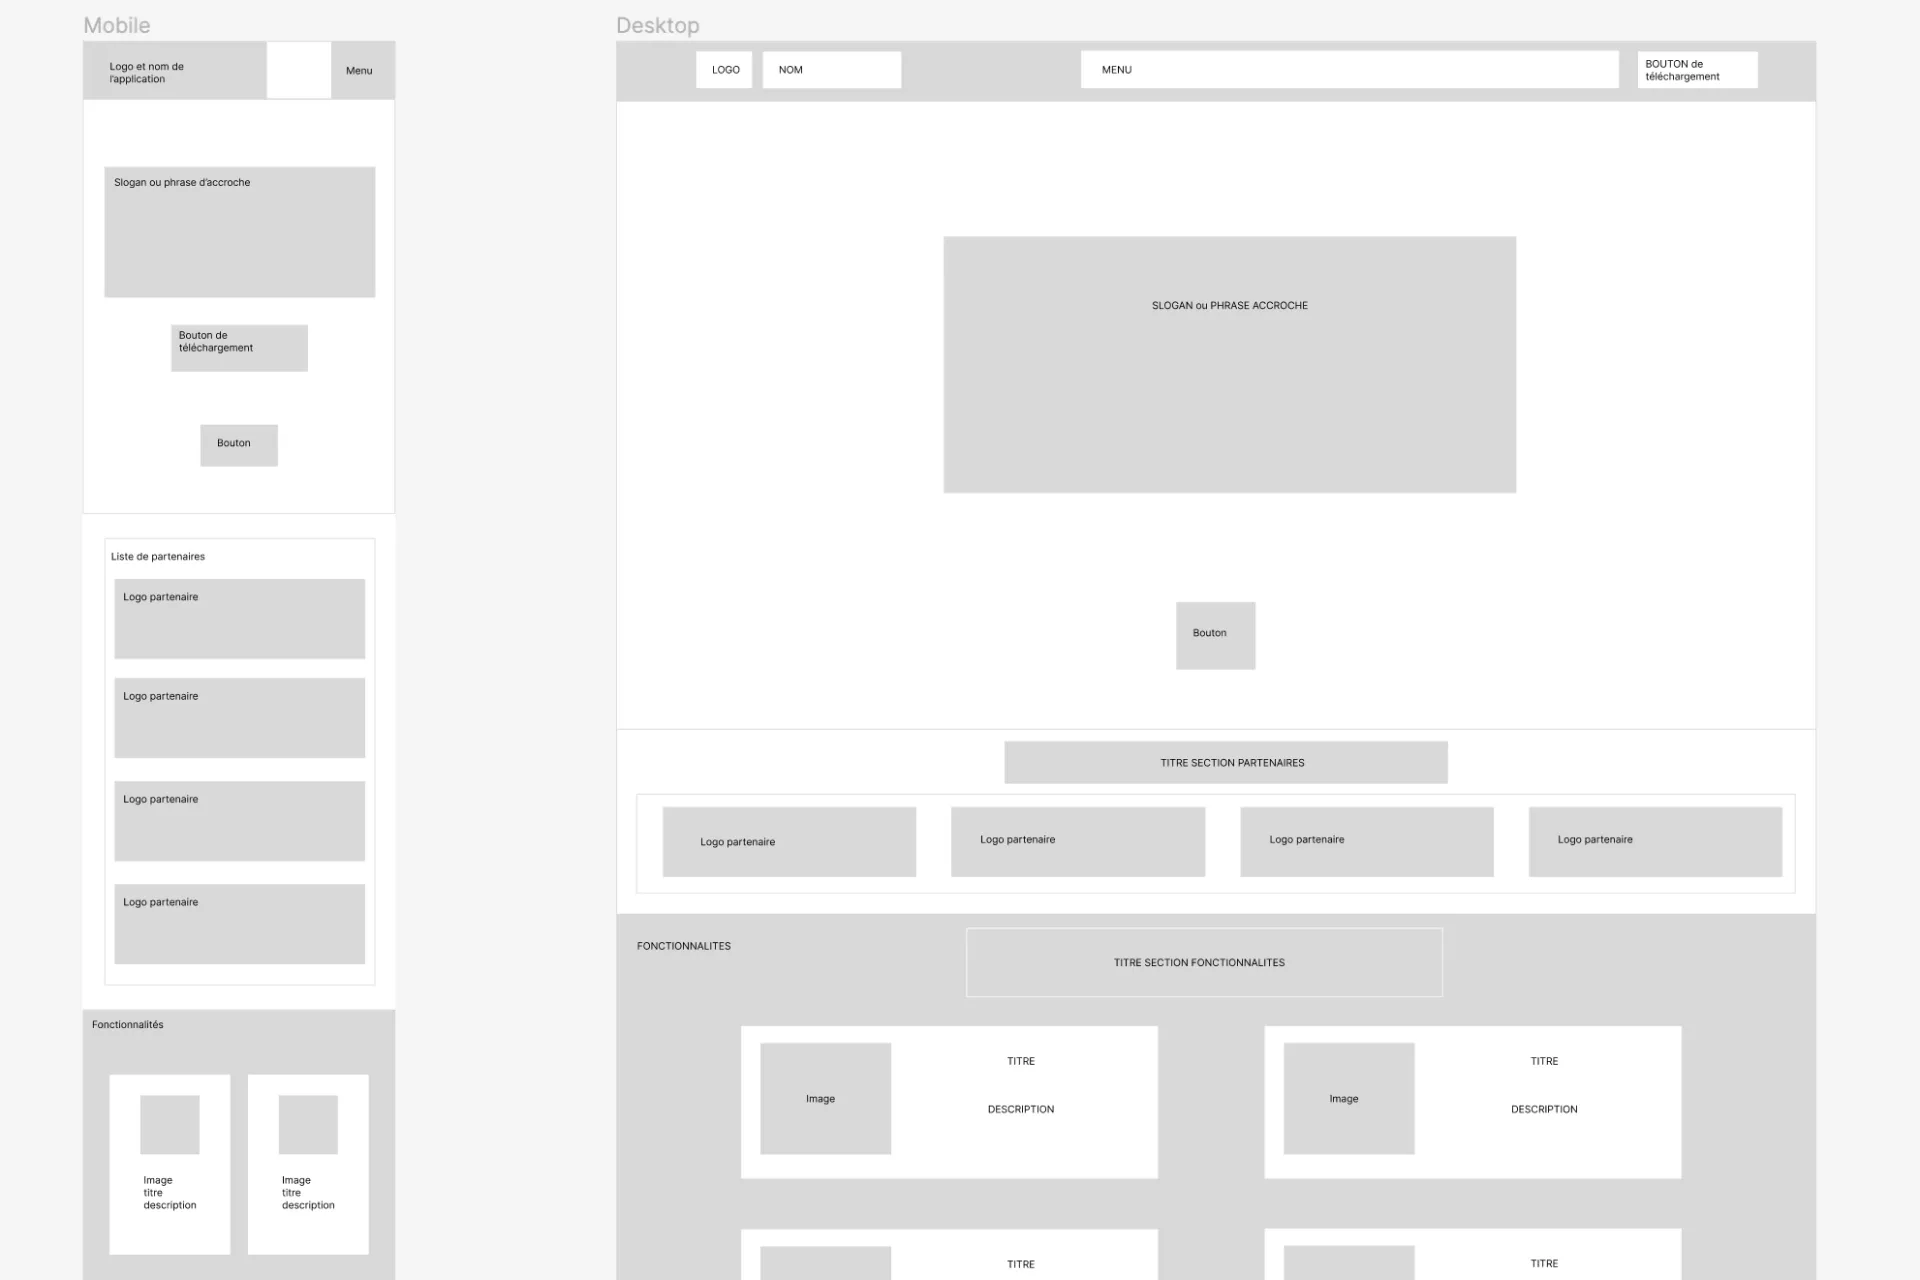 Mobile
Logo et nom de
l'application
Menu
Slogan ou phrase d'accroche
Bouton de
téléchargement
Bouton
Liste de partenaires
Logo partenaire
Logo partenaire
Logo partenaire
Logo partenaire
Fonctionnalités
Image
titre
description
Image
titre
description
Desktop
LOGO
NOM
MENU
BOUTON de
téléchargement
SLOGAN ou PHRASE ACCROCHE
Bouton
TITRE SECTION PARTENAIRES
Logo partenaire
Logo partenaire
Logo partenaire
Logo partenaire
FONCTIONNALITES
TITRE SECTION FONCTIONNALITES
Image
TITRE
DESCRIPTION
Image
TITRE
DESCRIPTION
TITRE
TITRE